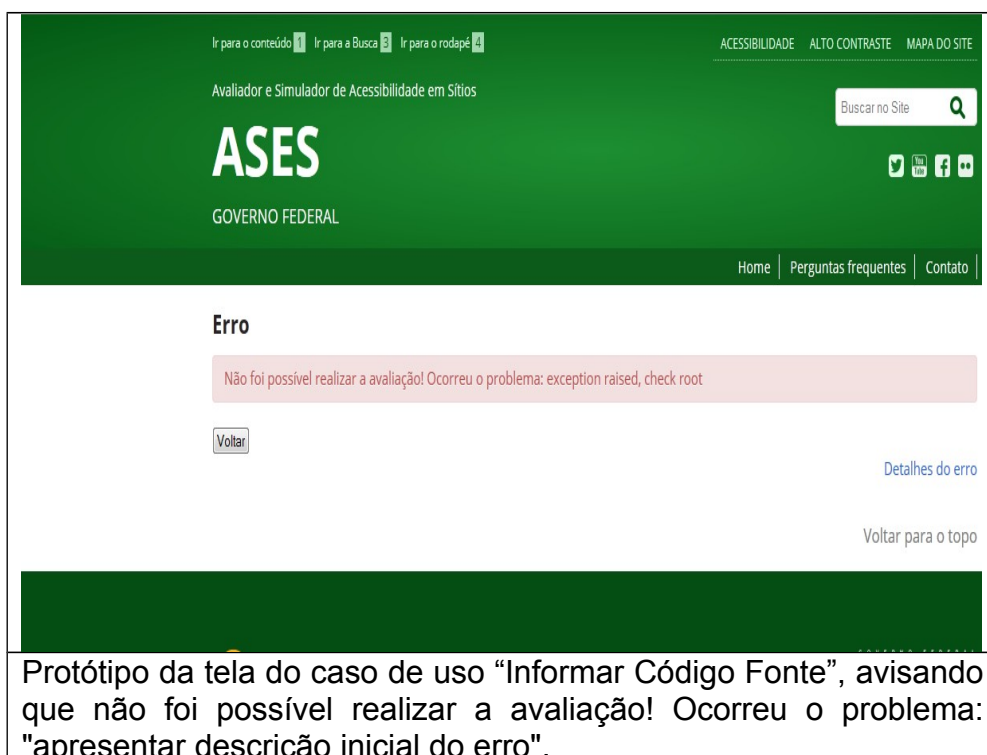 Ir para o conteúdo 1 Ir para a Busca 3 Ir para o rodapé 4
ACESSIBILIDADE ALTO CONTRASTE MAPA DO SITE
Avaliador e Simulador de Acessibilidade em Sítios
Buscar no Site
ASES
You Tube
GOVERNO FEDERAL
Home Perguntas frequentes Contato
Erro
Não foi possível realizar a avaliação! Ocorreu o problema: exception raised, check root
Voltar
Detalhes do erro
Voltar para o topo
Protótipo da tela do caso de uso “Informar Código Fonte”, avisando
que não foi possível realizar a avaliação! Ocorreu o problema:
"apresentar descrição inicial do erro".